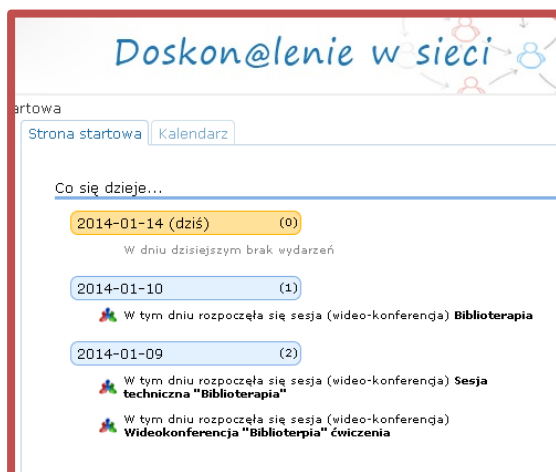 Doskon@lenie w sieci
artowa
Strona startowa Kalendarz
Co się dzieje...
2014-01-14 (dziś) (0)
W dniu dzisiejszym brak wydarzeń
2014-01-10 (1)
W tym dniu rozpoczęła się sesja (wideo-konferencja) Biblioterapia
2014-01-09 (2)
W tym dniu rozpoczęła się sesja (wideo-konferencja) Sesja
techniczna "Biblioterapia"
W tym dniu rozpoczęła się sesja (wideo-konferencja)
Wideokonferencja "Biblioterpia" ćwiczenia